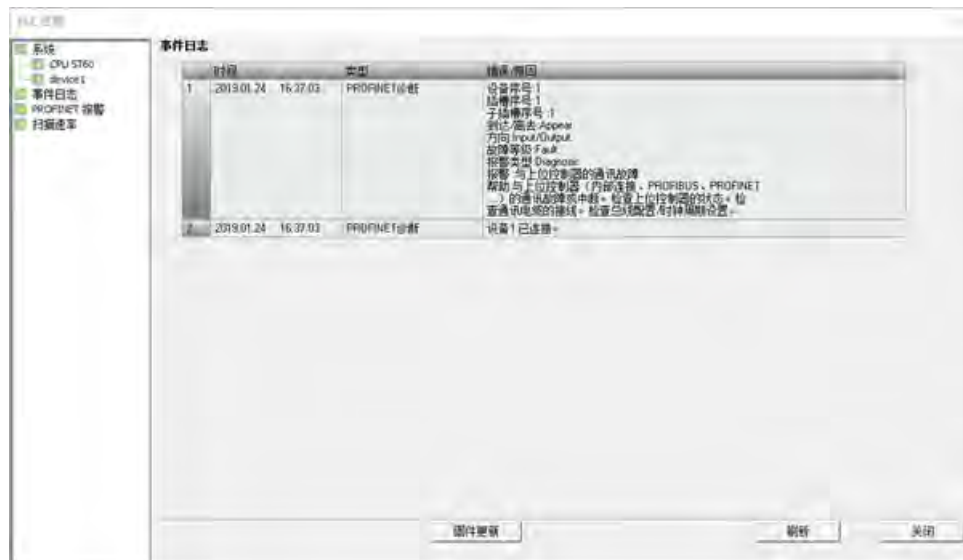 PLC 信息
系统
CPU ST60
device1
事件日志
PROFINET 报警
扫描速率
事件日志
时间 类型 错误/原因
1 2019.01.24 16:37:03 PROFINET诊断 设备序号:1
插槽序号:1
子插槽序号:1
到达/离去:Appear
方向:Input/Output
故障等级:Fault
报警类型:Diagnosis
报警:与上位控制器的通讯故障
帮助:与上位控制器(内部连接、PROFIBUS、PROFINET
...)的通讯故障或中断。检查上位控制器的状态。检
查通讯电缆的接线。检查总线配置/时钟周期设置。
2 2019.01.24 16:37:03 PROFINET诊断 设备1已连接。
固件更新 刷新 关闭